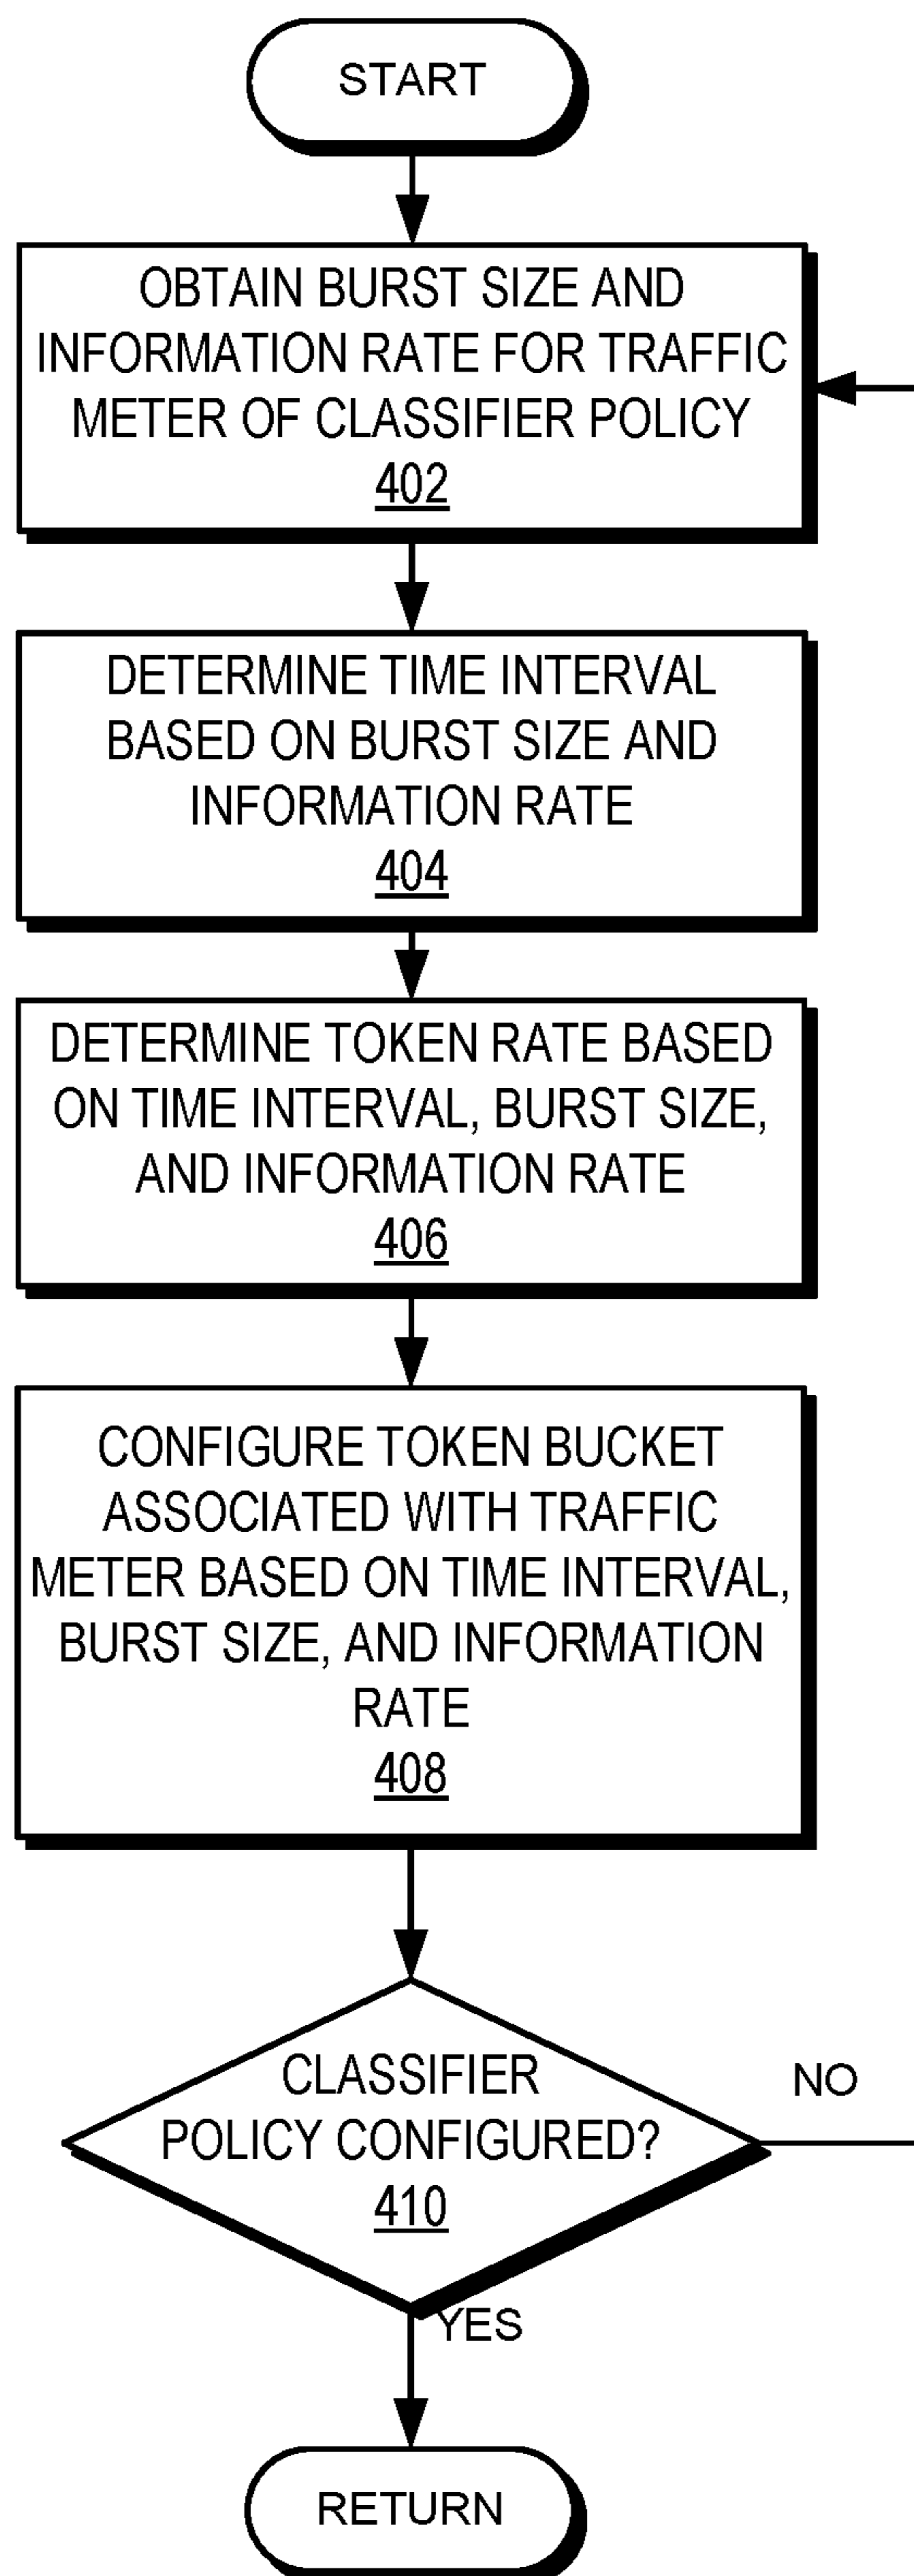 START
OBTAIN BURST SIZE AND
INFORMATION RATE FOR TRAFFIC
METER OF CLASSIFIER POLICY
402
DETERMINE TIME INTERVAL
BASED ON BURST SIZE AND
INFORMATION RATE
404
DETERMINE TOKEN RATE BASED
ON TIME INTERVAL, BURST SIZE,
AND INFORMATION RATE
406
CONFIGURE TOKEN BUCKET
ASSOCIATED WITH TRAFFIC
METER BASED ON TIME INTERVAL,
BURST SIZE, AND INFORMATION
RATE
408
CLASSIFIER
POLICY CONFIGURED?
410
NO
YES
RETURN